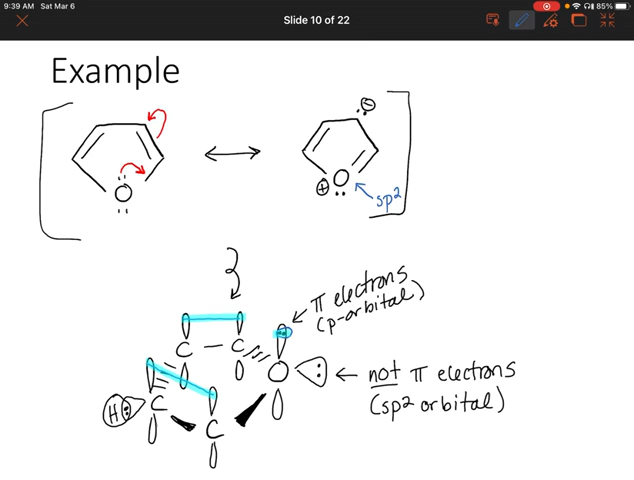 9:39 AM Sat Mar 6
85%
Slide 10 of 22
Example
O
O
sp2
π electrons
(p-orbital)
C
C
O
not π electrons
(sp2 orbital)
H
C
C